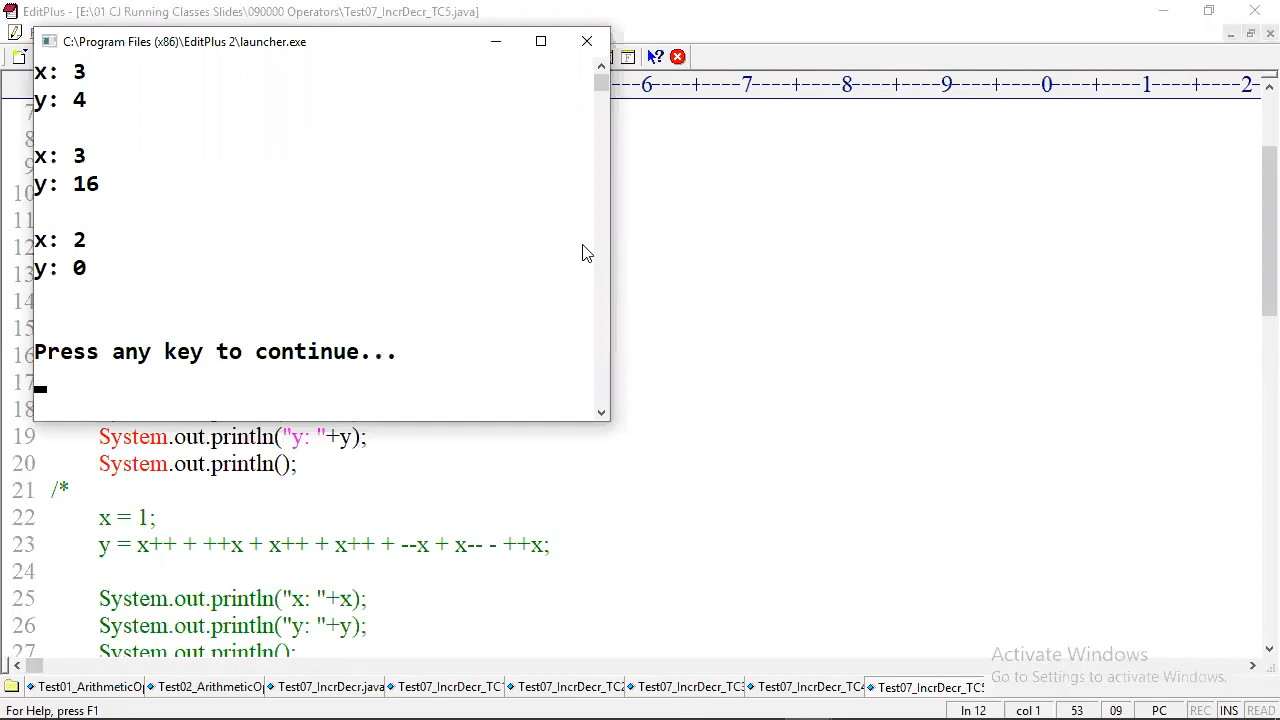 EditPlus - [E:\01 CJ Running Classes Slides\090000 Operators\Test07_IncrDecr_TC5.java]
C:\Program Files (x86)\EditPlus 2\launcher.exe
x: 3
y: 4
x: 3
y: 16
x: 2
y: 0
Press any key to continue...
---6----+----7----+----8----+----9----+----0----+----1----+----2-
7
8
9
10
11
12
13
14
15
16
17
18
19 System.out.println("y: "+y);
20 System.out.println();
21 /*
22 x = 1;
23 y = x++ + ++x + x++ + x++ + --x + x-- - ++x;
24
25 System.out.println("x: "+x);
26 System.out.println("y: "+y);
27 System.out.println();
Activate Windows
Go to Settings to activate Windows.
Test01_ArithmeticO Test02_ArithmeticO Test07_IncrDecr.java Test07_IncrDecr_TC Test07_IncrDecr_TC2 Test07_IncrDecr_TC Test07_IncrDecr_TC Test07_IncrDecr_TC5
For Help, press F1 ln 12 col 1 53 09 PC REC INS READ